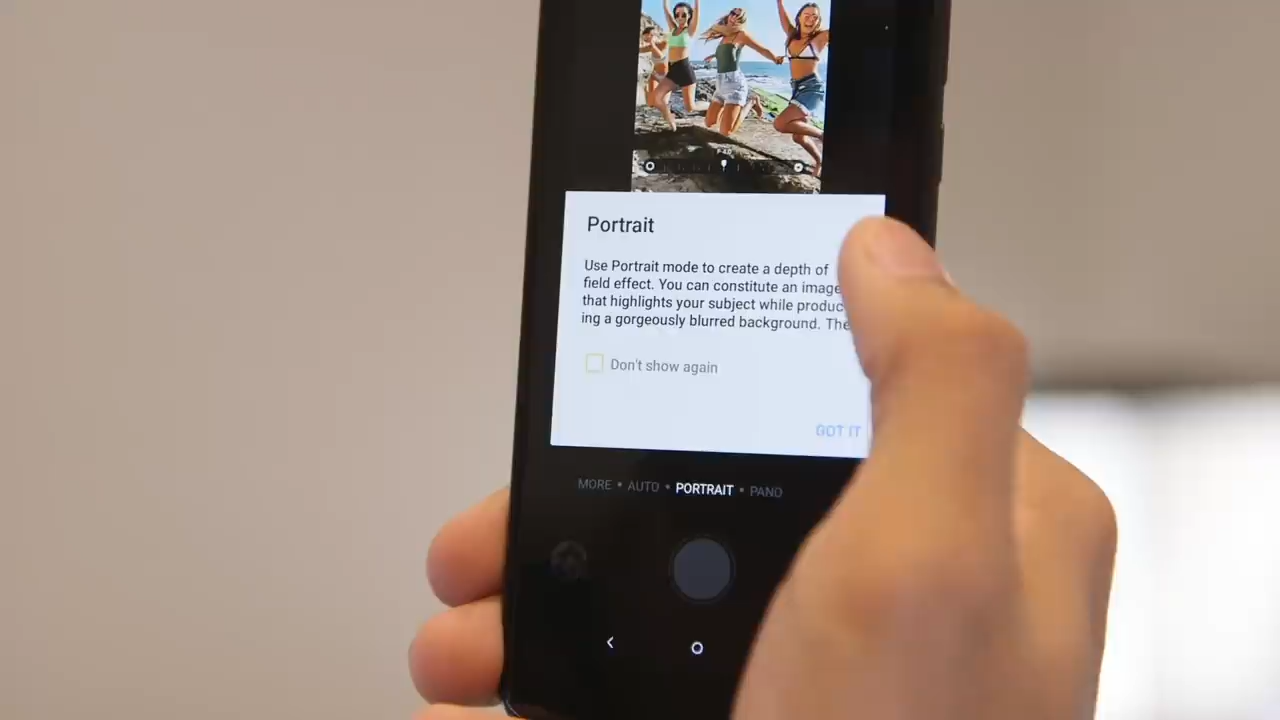 Portrait
Use Portrait mode to create a depth of
field effect. You can constitute an image
that highlights your subject while produc
ing a gorgeously blurred background. The
Don't show again
GOT IT
MORE • AUTO • PORTRAIT • PANO